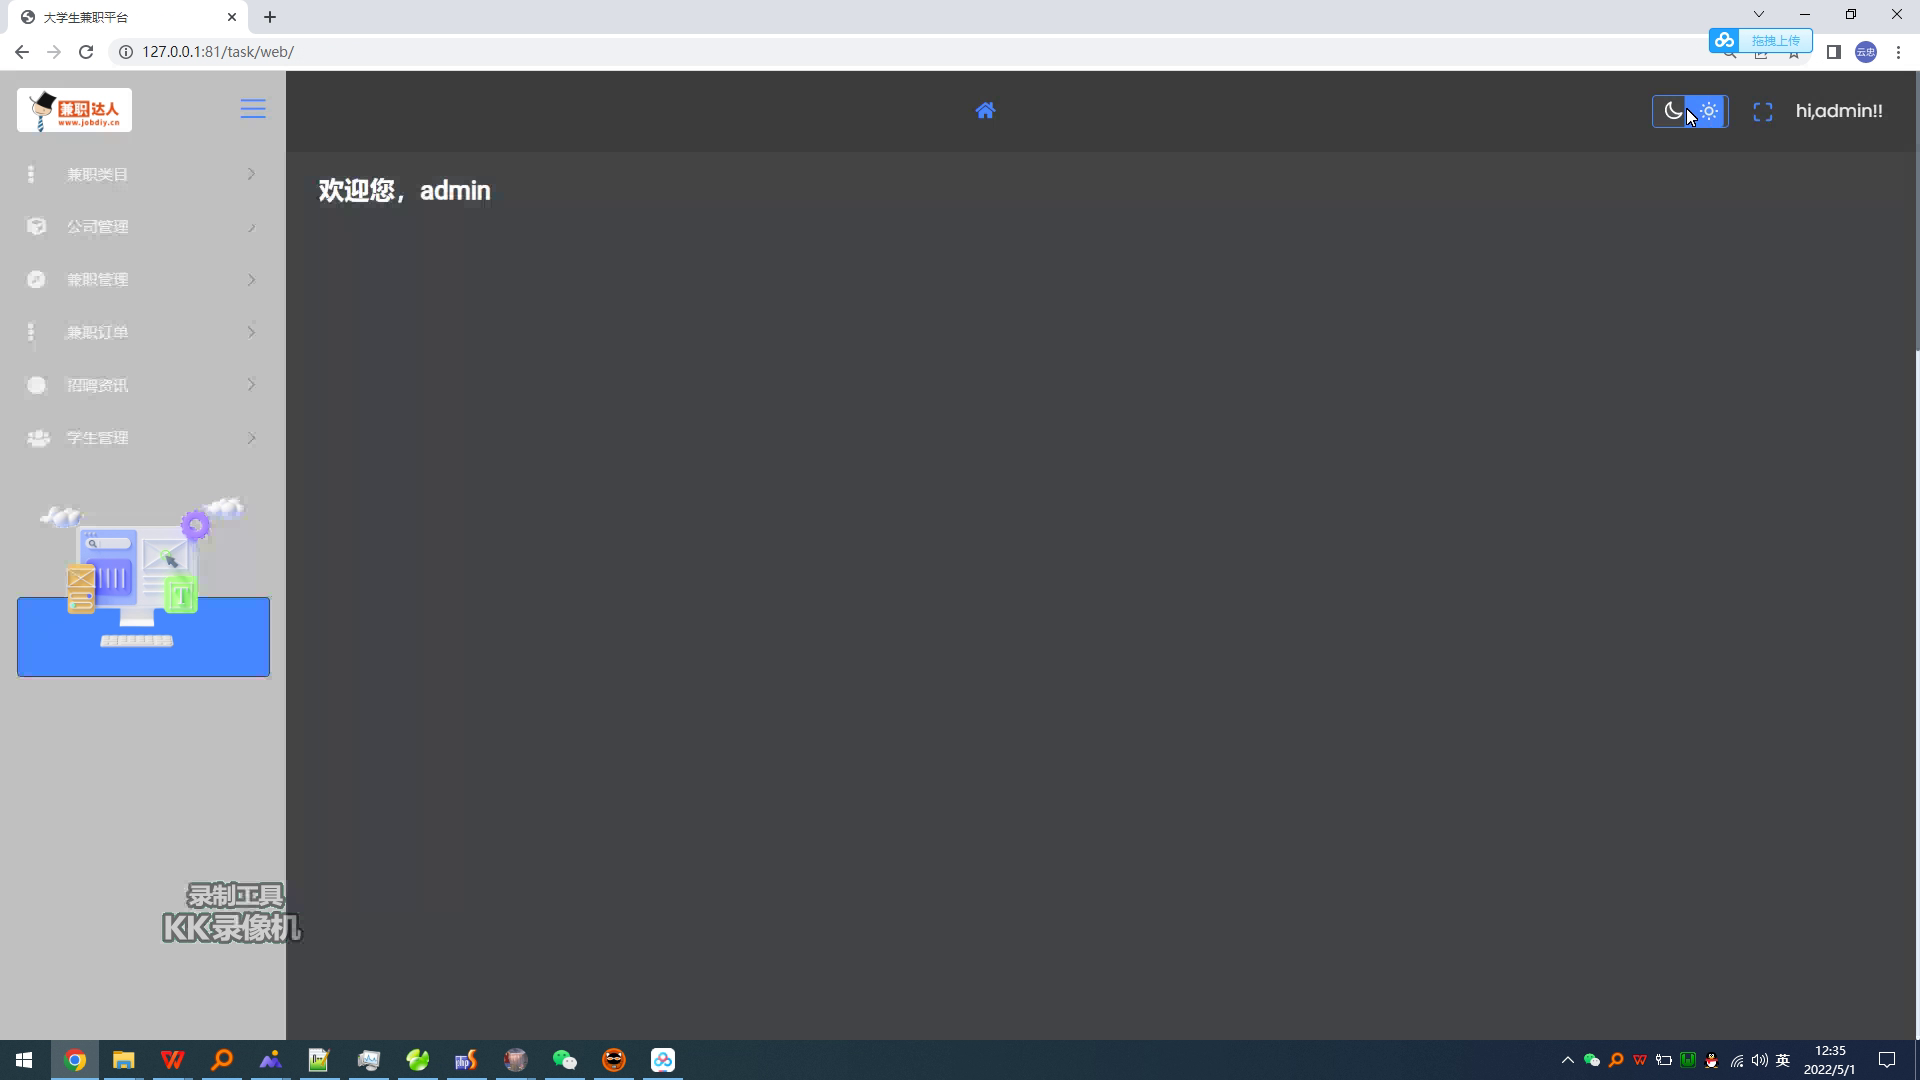 大学生兼职平台
127.0.0.1:81/task/web/
拖拽上传
云忠
兼职达人
www.jobdiy.cn
hi,admin!!
欢迎您，admin
兼职类目
公司管理
兼职管理
兼职订单
招聘资讯
学生管理
T
录制工具
KK录像机
英
12:35
2022/5/1